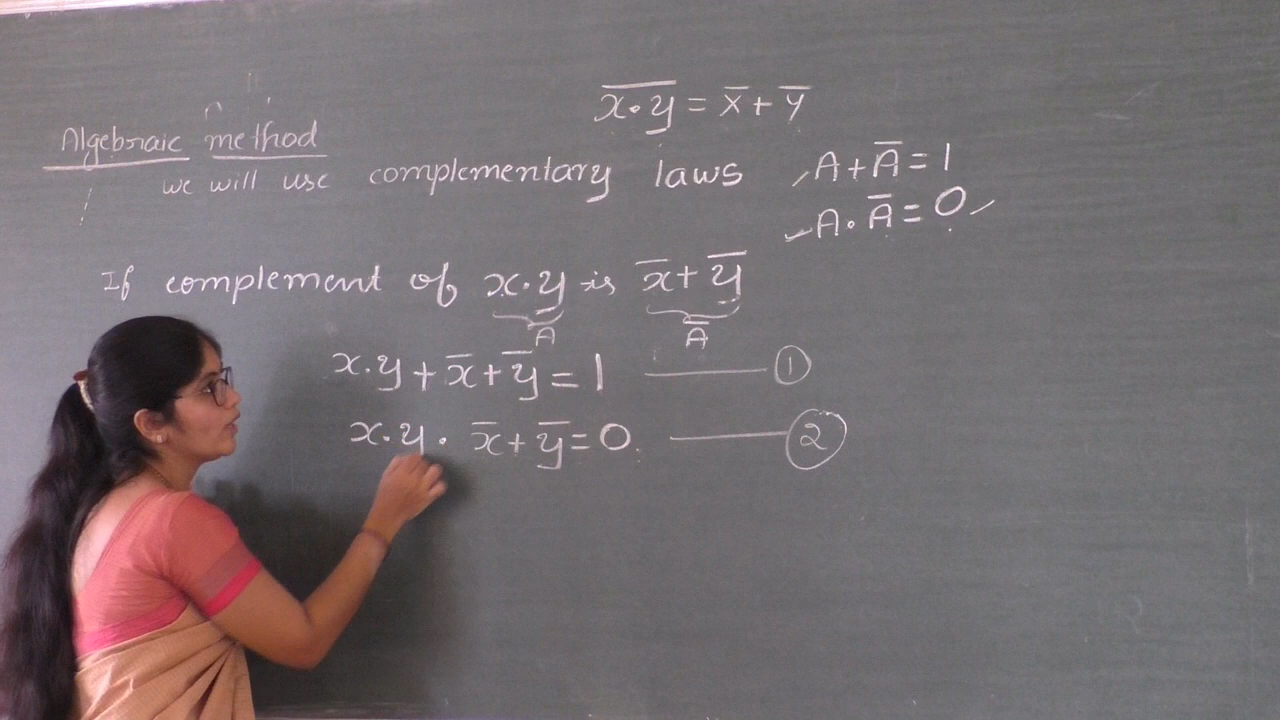 x̅·̅y̅ = x̅ + y̅
Algebraic method
we will use complementary laws A + A̅ = 1
A · A̅ = 0
If complement of x·y is x̅ + y̅
A A̅
x·y + x̅ + y̅ = 1 ①
x·y · x̅ + y̅ = 0 ②